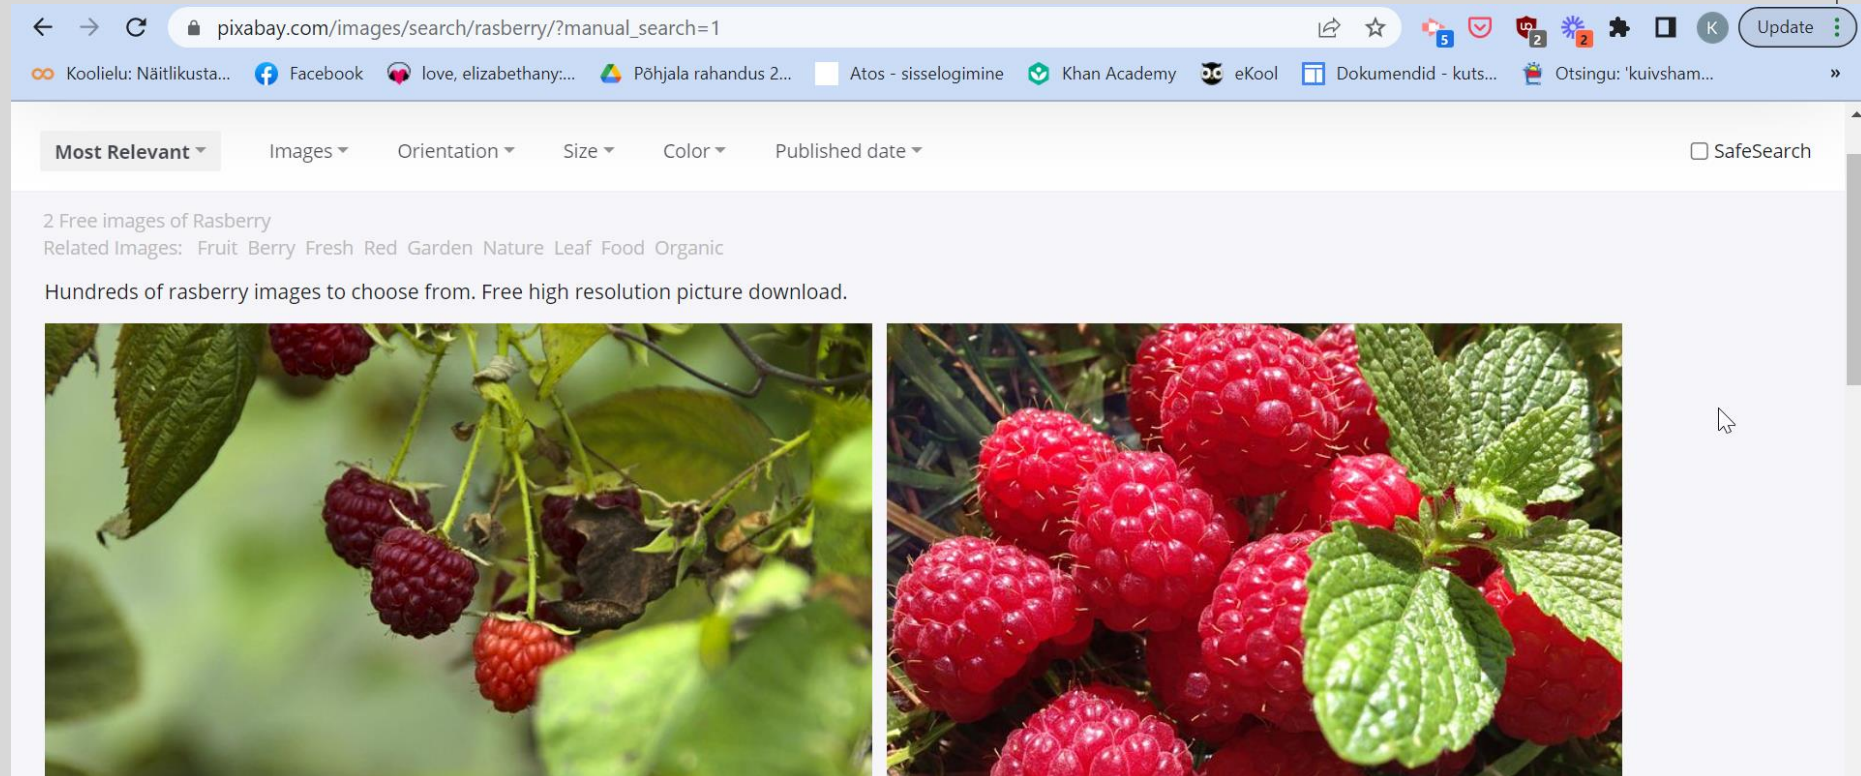 pixabay.com/images/search/rasberry/?manual_search=1 5 2 2 K Update
Koolielu: Näitlikusta... Facebook love, elizabethany:... Põhjala rahandus 2... Atos - sisselogimine Khan Academy eKool Dokumendid - kuts... Otsingu: 'kuivsham... »
Most Relevant Images Orientation Size Color Published date SafeSearch
2 Free images of Rasberry
Related Images: Fruit Berry Fresh Red Garden Nature Leaf Food Organic
Hundreds of rasberry images to choose from. Free high resolution picture download.